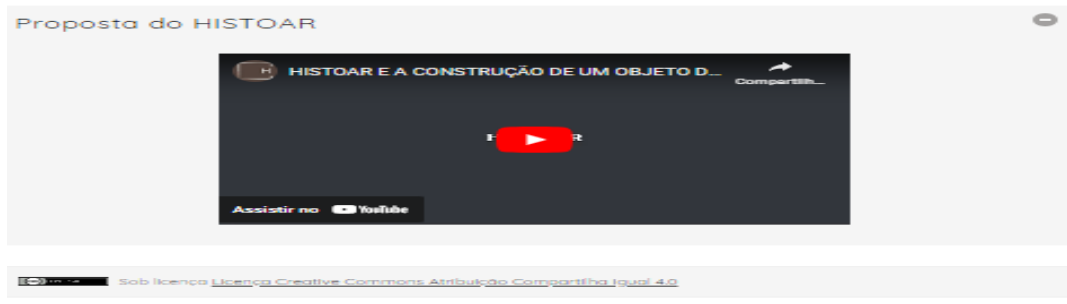 Proposta do HISTOAR
H
HISTOAR E A CONSTRUÇÃO DE UM OBJETO D...
Compartilh...
H R
Assistir no YouTube
Sob licença Licença Creative Commons Atribuição Compartilha Igual 4.0